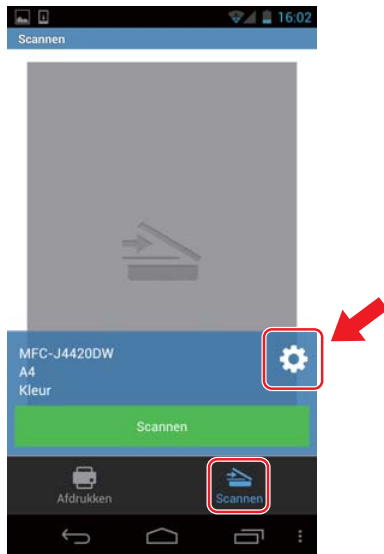 16:02
Scannen
MFC-J4420DW
A4
Kleur
Scannen
Afdrukken
Scannen